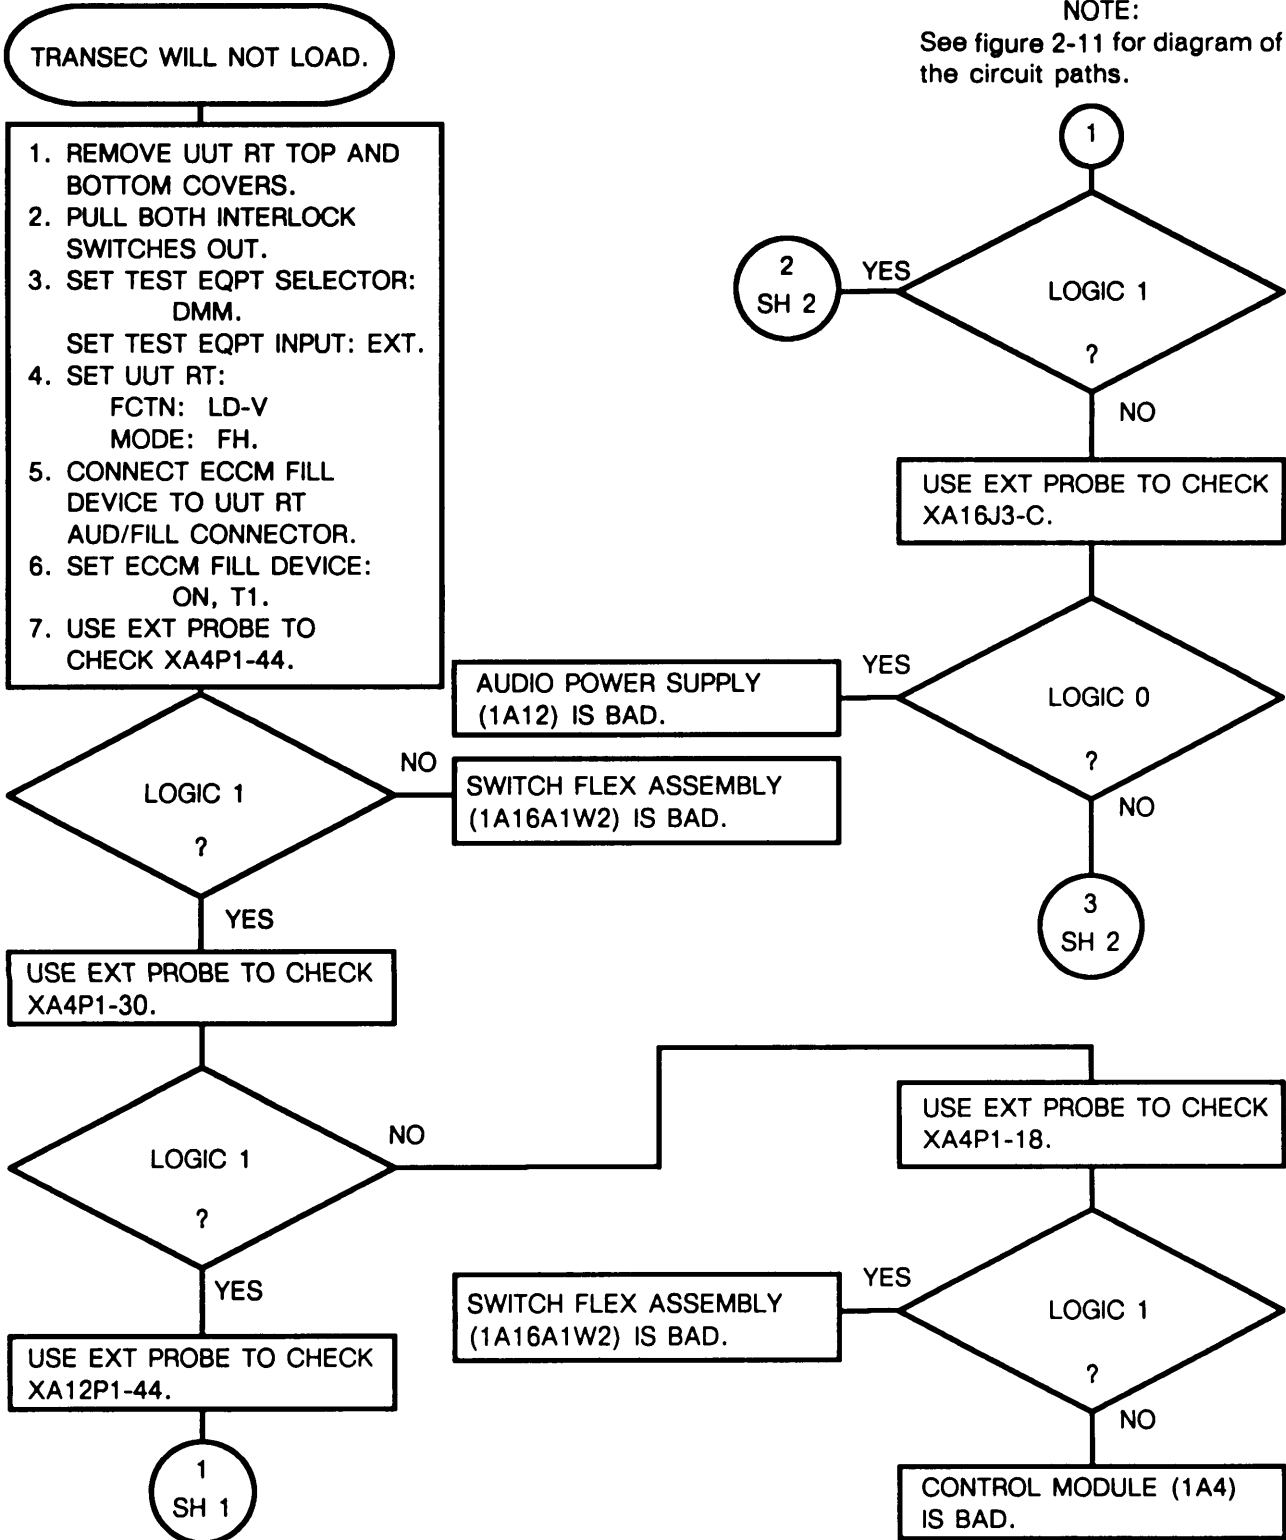 TRANSEC WILL NOT LOAD.
1. REMOVE UUT RT TOP AND
BOTTOM COVERS.
2. PULL BOTH INTERLOCK
SWITCHES OUT.
3. SET TEST EQPT SELECTOR:
DMM.
SET TEST EQPT INPUT: EXT.
4. SET UUT RT:
FCTN: LD-V
MODE: FH.
5. CONNECT ECCM FILL
DEVICE TO UUT RT
AUD/FILL CONNECTOR.
6. SET ECCM FILL DEVICE:
ON, T1.
7. USE EXT PROBE TO
CHECK XA4P1-44.
LOGIC 1
?
NO
SWITCH FLEX ASSEMBLY
(1A16A1W2) IS BAD.
YES
USE EXT PROBE TO CHECK
XA4P1-30.
LOGIC 1
?
NO
YES
USE EXT PROBE TO CHECK
XA12P1-44.
1
SH 1
NOTE:
See figure 2-11 for diagram of
the circuit paths.
1
LOGIC 1
?
YES
2
SH 2
NO
USE EXT PROBE TO CHECK
XA16J3-C.
LOGIC 0
?
YES
AUDIO POWER SUPPLY
(1A12) IS BAD.
NO
3
SH 2
USE EXT PROBE TO CHECK
XA4P1-18.
LOGIC 1
?
YES
SWITCH FLEX ASSEMBLY
(1A16A1W2) IS BAD.
NO
CONTROL MODULE (1A4)
IS BAD.